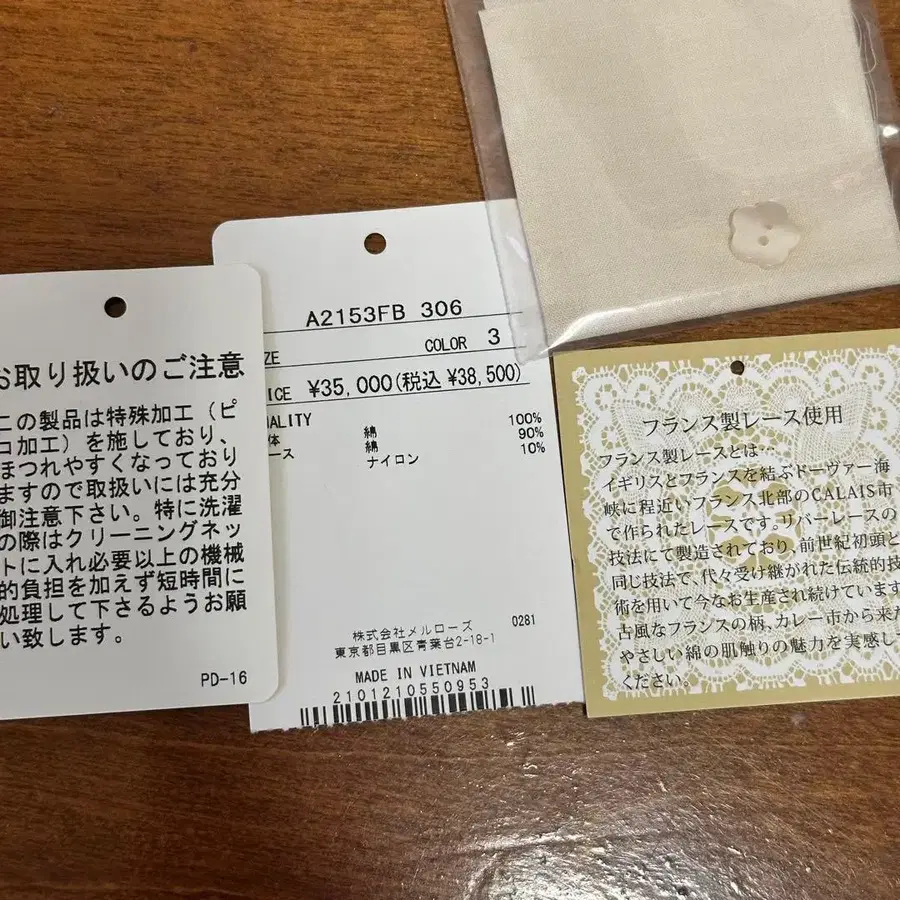 お取り扱いのご注意
この製品は特殊加工（ピ
コ加工）を施しており、
ほつれやすくなっており
ますので取扱いには充分
御注意下さい。特に洗濯
の際はクリーニングネッ
トに入れ必要以上の機械
的負担を加えず短時間に
処理して下さるようお願
い致します。
PD-16
A2153FB 306
ZE COLOR 3
ICE ¥35,000(税込 ¥38,500)
ALITY
体 綿 100%
ース 綿 90%
ナイロン 10%
株式会社メルローズ 0281
東京都目黒区青葉台2-18-1
MADE IN VIETNAM
2101210550953
フランス製レース使用
フランス製レースとは…
イギリスとフランスを結ぶドーヴァー海
峡に程近いフランス北部のCALAIS市
で作られたレースです。リバーレースの
技法にて製造されており、前世紀初頭と
同じ技法で、代々受け継がれた伝統的技
術を用いて今なお生産され続けています
古風なフランスの柄、カレー市から来た
やさしい綿の肌触りの魅力を実感し
ください。